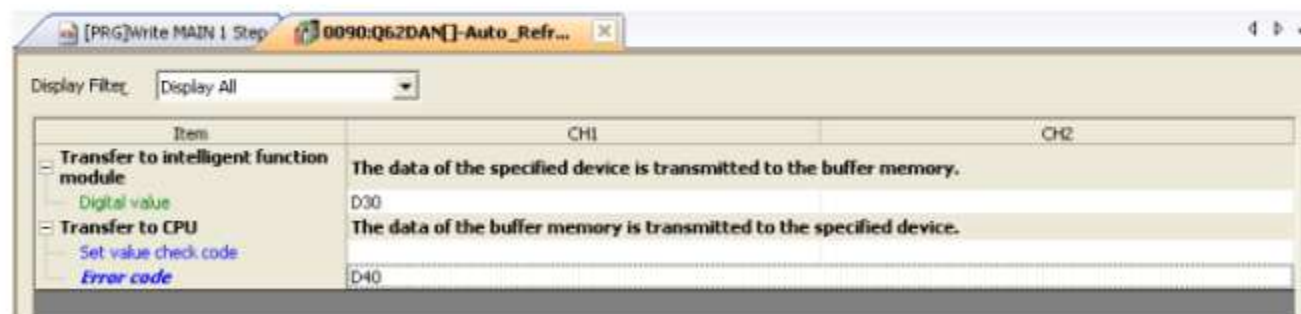 [PRG]Write MAIN 1 Step
0090:Q62DAN[]-Auto_Refr...
Display Filter
Display All
Item CH1 CH2
Transfer to intelligent function module The data of the specified device is transmitted to the buffer memory.
Digital value D30
Transfer to CPU The data of the buffer memory is transmitted to the specified device.
Set value check code
Error code D40